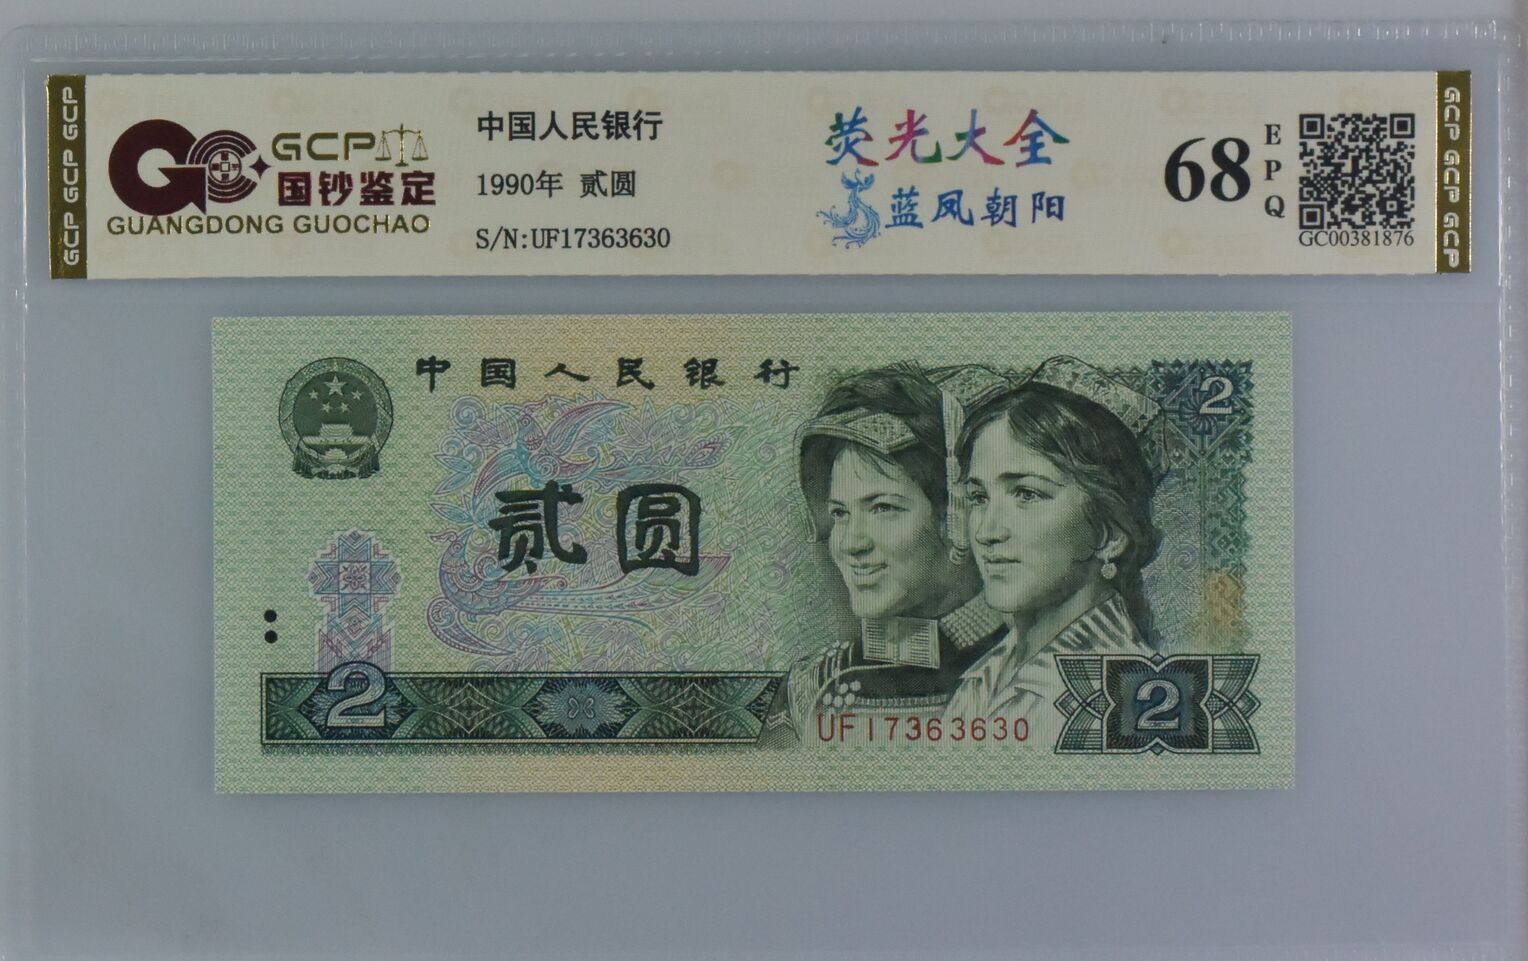 GCP GCP GCP
GCP
国钞鉴定
GUANGDONG GUOCHAO
中国人民银行
1990年 贰圆
S/N:UF17363630
荧光大全
蓝凤朝阳
68
E
P
Q
GC00381876
GCP GCP GCP
中国人民银行
2
贰圆
2
UF17363630
2